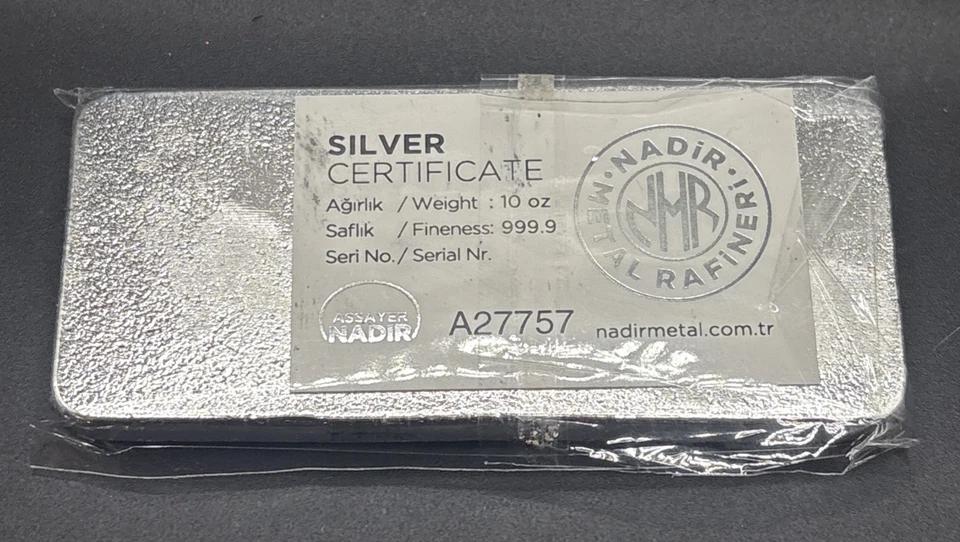 SILVER
CERTIFICATE
Ağırlık / Weight : 10 oz
Saflık / Fineness: 999.9
Seri No. / Serial Nr.
ASSAYER
NADİR
A27757
NADİR
METAL RAFİNERİ
NMR
nadirmetal.com.tr